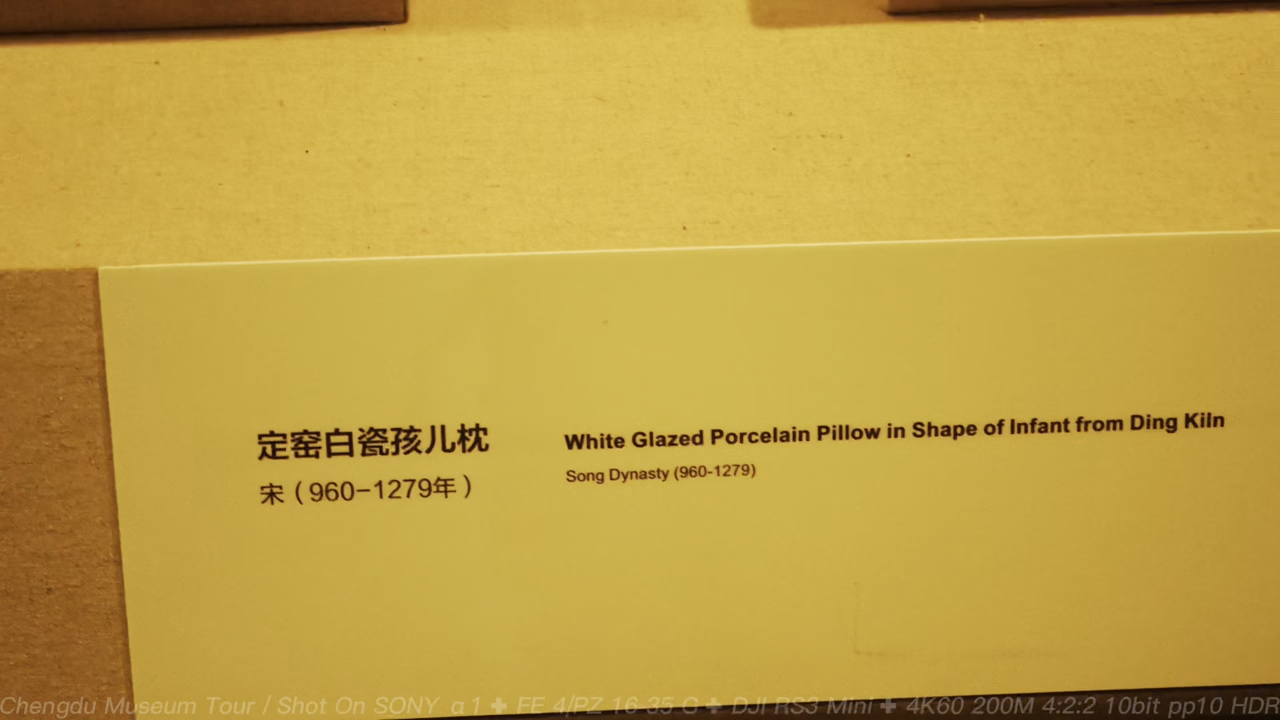 定窑白瓷孩儿枕
宋（960-1279年）
White Glazed Porcelain Pillow in Shape of Infant from Ding Kiln
Song Dynasty (960-1279)
Chengdu Museum Tour / Shot On SONY α1 + FE 4/PZ 16-35 G + DJI RS3 Mini + 4K60 200M 4:2:2 10bit pp10 HDR